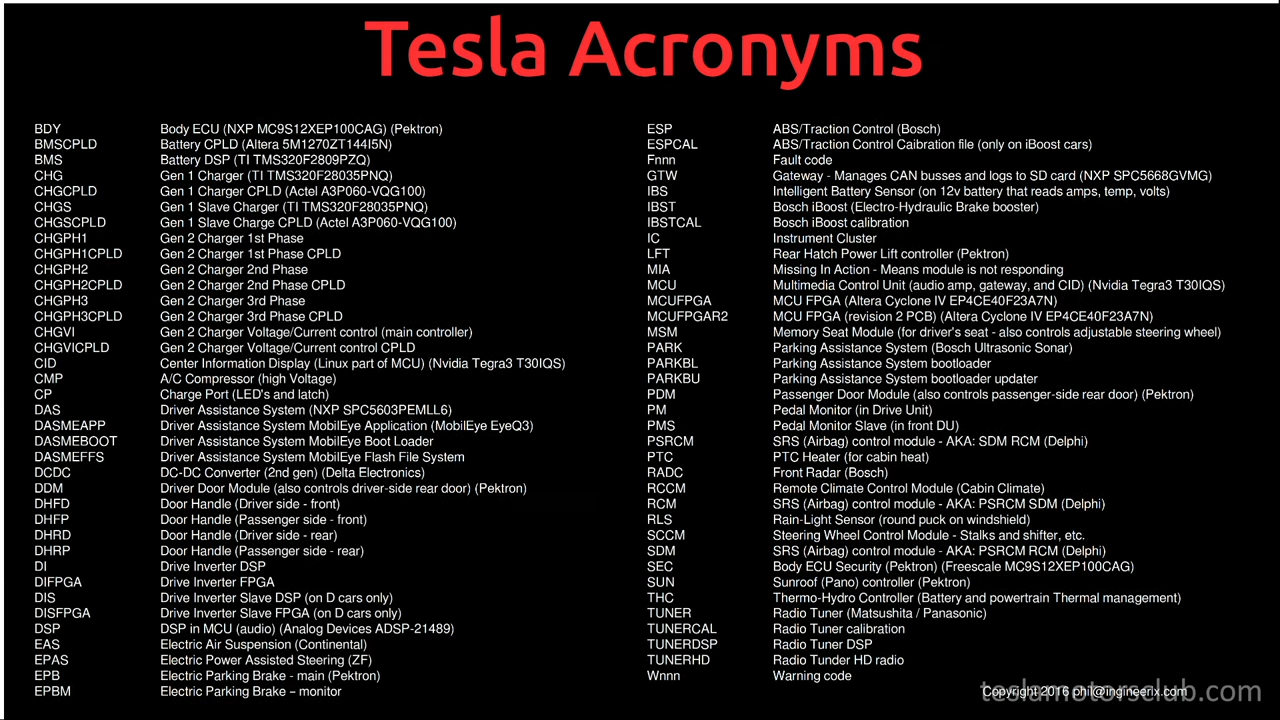 Tesla Acronyms
BDY Body ECU (NXP MC9S12XEP100CAG) (Pektron)
BMSCPLD Battery CPLD (Altera 5M1270ZT144I5N)
BMS Battery DSP (TI TMS320F2809PZQ)
CHG Gen 1 Charger (TI TMS320F28035PNQ)
CHGCPLD Gen 1 Charger CPLD (Actel A3P060-VQG100)
CHGS Gen 1 Slave Charger (TI TMS320F28035PNQ)
CHGSCPLD Gen 1 Slave Charge CPLD (Actel A3P060-VQG100)
CHGPH1 Gen 2 Charger 1st Phase
CHGPH1CPLD Gen 2 Charger 1st Phase CPLD
CHGPH2 Gen 2 Charger 2nd Phase
CHGPH2CPLD Gen 2 Charger 2nd Phase CPLD
CHGPH3 Gen 2 Charger 3rd Phase
CHGPH3CPLD Gen 2 Charger 3rd Phase CPLD
CHGVI Gen 2 Charger Voltage/Current control (main controller)
CHGVICPLD Gen 2 Charger Voltage/Current control CPLD
CID Center Information Display (Linux part of MCU) (Nvidia Tegra3 T30IQS)
CMP A/C Compressor (high Voltage)
CP Charge Port (LED's and latch)
DAS Driver Assistance System (NXP SPC5603PEMLL6)
DASMEAPP Driver Assistance System MobilEye Application (MobilEye EyeQ3)
DASMEBOOT Driver Assistance System MobilEye Boot Loader
DASMEFFS Driver Assistance System MobilEye Flash File System
DCDC DC-DC Converter (2nd gen) (Delta Electronics)
DDM Driver Door Module (also controls driver-side rear door) (Pektron)
DHFD Door Handle (Driver side - front)
DHFP Door Handle (Passenger side - front)
DHRD Door Handle (Driver side - rear)
DHRP Door Handle (Passenger side - rear)
DI Drive Inverter DSP
DIFPGA Drive Inverter FPGA
DIS Drive Inverter Slave DSP (on D cars only)
DISFPGA Drive Inverter Slave FPGA (on D cars only)
DSP DSP in MCU (audio) (Analog Devices ADSP-21489)
EAS Electric Air Suspension (Continental)
EPAS Electric Power Assisted Steering (ZF)
EPB Electric Parking Brake - main (Pektron)
EPBM Electric Parking Brake – monitor
ESP ABS/Traction Control (Bosch)
ESPCAL ABS/Traction Control Caibration file (only on iBoost cars)
Fnnn Fault code
GTW Gateway - Manages CAN busses and logs to SD card (NXP SPC5668GVMG)
IBS Intelligent Battery Sensor (on 12v battery that reads amps, temp, volts)
IBST Bosch iBoost (Electro-Hydraulic Brake booster)
IBSTCAL Bosch iBoost calibration
IC Instrument Cluster
LFT Rear Hatch Power Lift controller (Pektron)
MIA Missing In Action - Means module is not responding
MCU Multimedia Control Unit (audio amp, gateway, and CID) (Nvidia Tegra3 T30IQS)
MCUFPGA MCU FPGA (Altera Cyclone IV EP4CE40F23A7N)
MCUFPGAR2 MCU FPGA (revision 2 PCB) (Altera Cyclone IV EP4CE40F23A7N)
MSM Memory Seat Module (for driver's seat - also controls adjustable steering wheel)
PARK Parking Assistance System (Bosch Ultrasonic Sonar)
PARKBL Parking Assistance System bootloader
PARKBU Parking Assistance System bootloader updater
PDM Passenger Door Module (also controls passenger-side rear door) (Pektron)
PM Pedal Monitor (in Drive Unit)
PMS Pedal Monitor Slave (in front DU)
PSRCM SRS (Airbag) control module - AKA: SDM RCM (Delphi)
PTC PTC Heater (for cabin heat)
RADC Front Radar (Bosch)
RCCM Remote Climate Control Module (Cabin Climate)
RCM SRS (Airbag) control module - AKA: PSRCM SDM (Delphi)
RLS Rain-Light Sensor (round puck on windshield)
SCCM Steering Wheel Control Module - Stalks and shifter, etc.
SDM SRS (Airbag) control module - AKA: PSRCM RCM (Delphi)
SEC Body ECU Security (Pektron) (Freescale MC9S12XEP100CAG)
SUN Sunroof (Pano) controller (Pektron)
THC Thermo-Hydro Controller (Battery and powertrain Thermal management)
TUNER Radio Tuner (Matsushita / Panasonic)
TUNERCAL Radio Tuner calibration
TUNERDSP Radio Tuner DSP
TUNERHD Radio Tunder HD radio
Wnnn Warning code
Copyright 2016 phil@ingineerix.com
teslamotorsclub.com